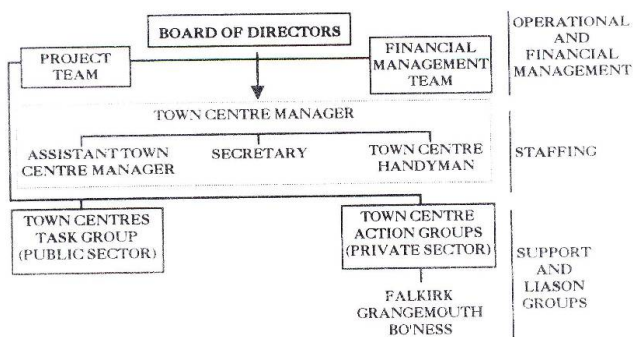 BOARD OF DIRECTORS
PROJECT
TEAM
FINANCIAL
MANAGEMENT
TEAM
OPERATIONAL
AND
FINANCIAL
MANAGEMENT
TOWN CENTRE MANAGER
ASSISTANT TOWN
CENTRE MANAGER
SECRETARY
TOWN CENTRE
HANDYMAN
STAFFING
TOWN CENTRES
TASK GROUP
(PUBLIC SECTOR)
TOWN CENTRE
ACTION GROUPS
(PRIVATE SECTOR)
FALKIRK
GRANGEMOUTH
BO'NESS
SUPPORT
AND
LIASON
GROUPS